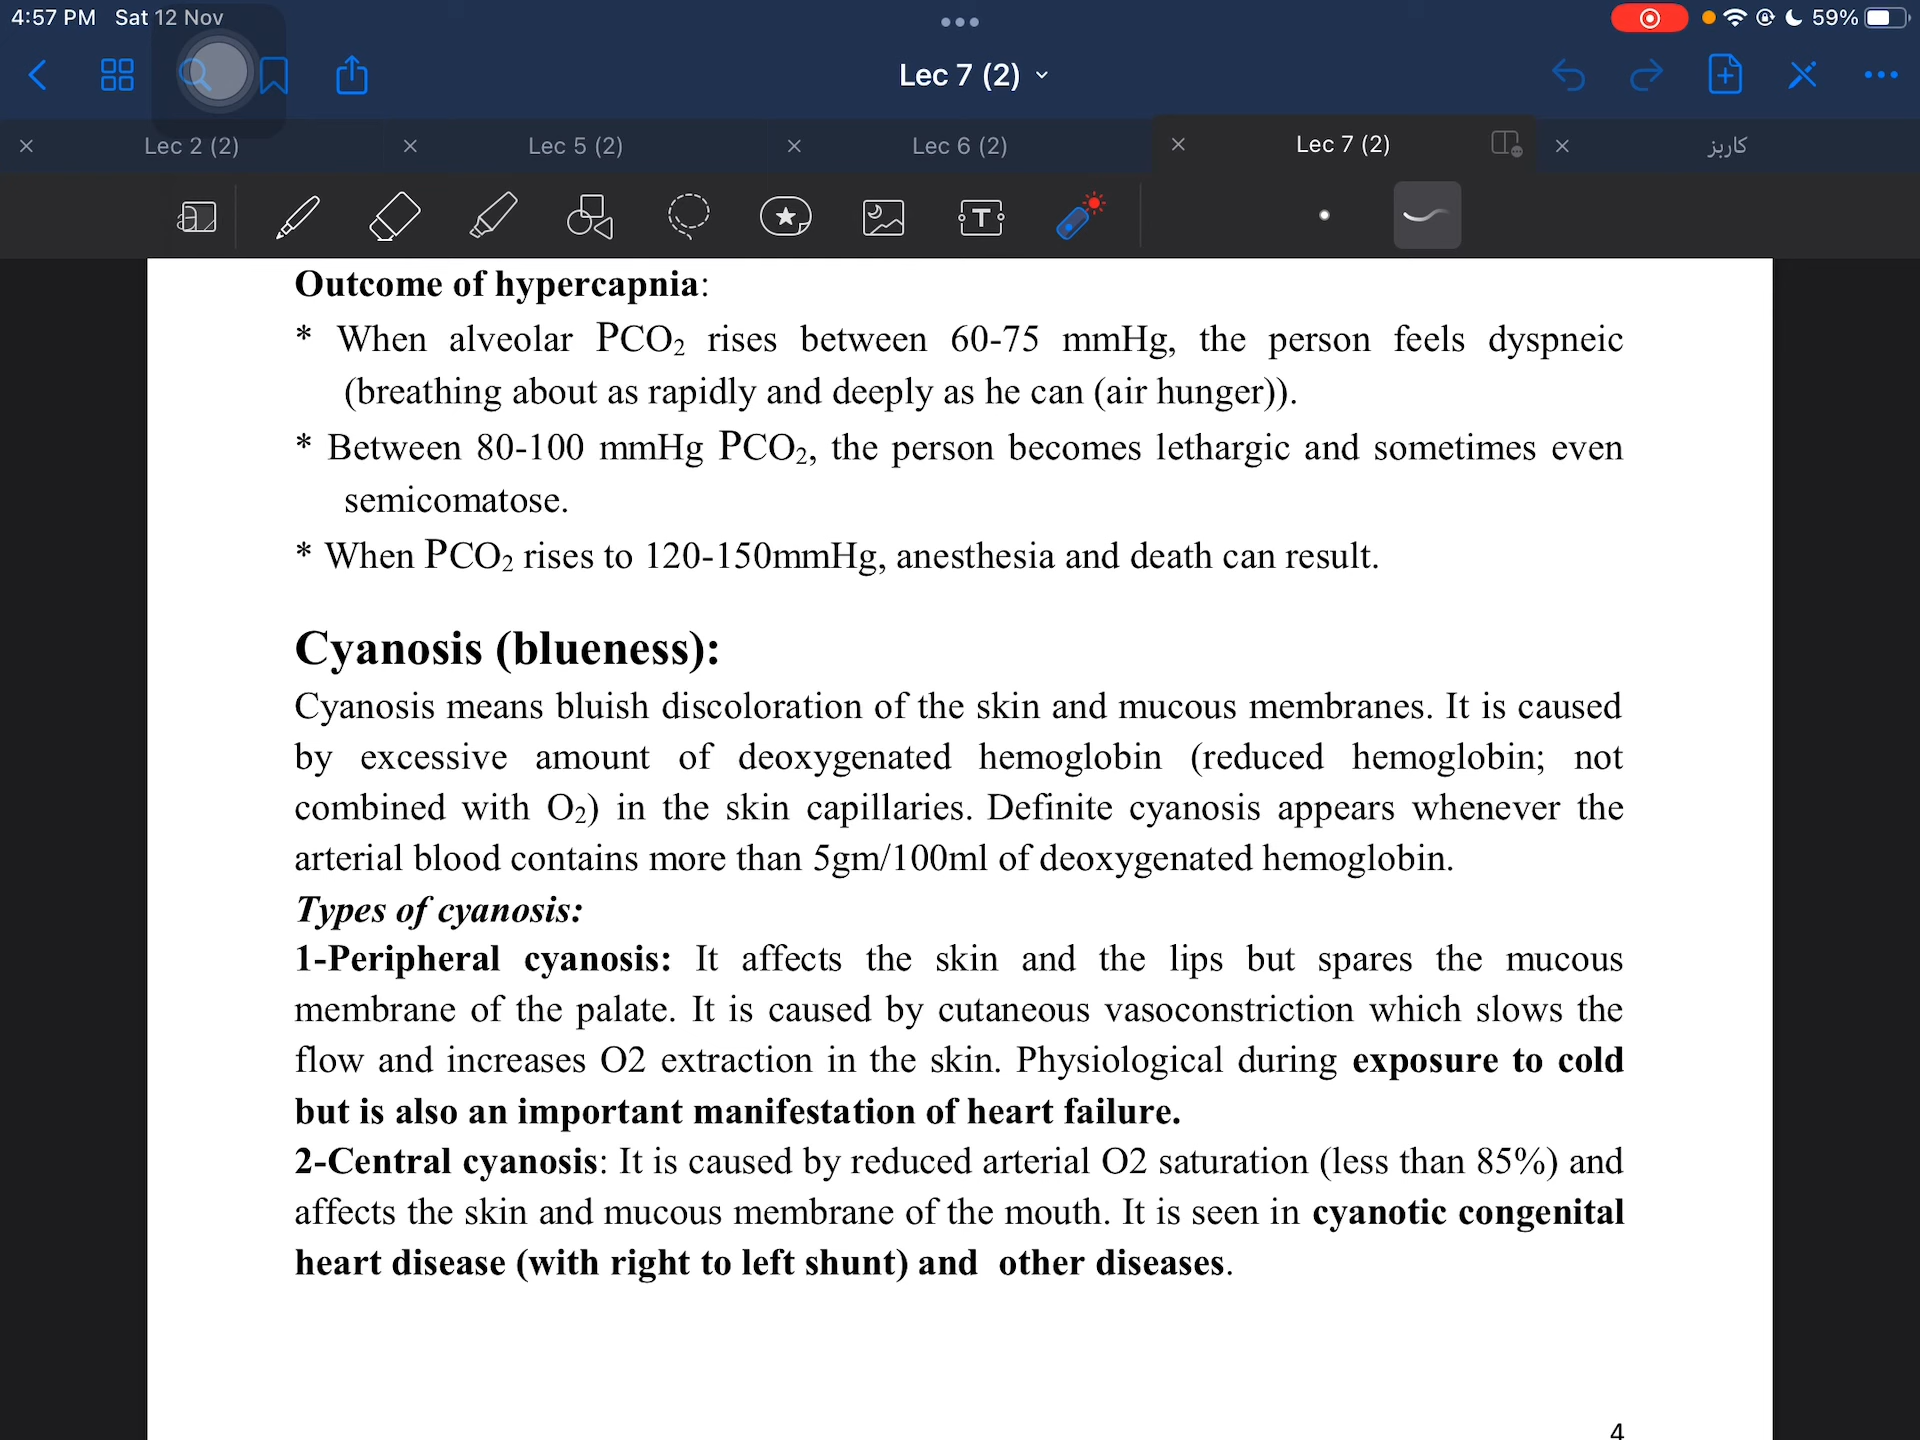 4:57 PM Sat 12 Nov
59%
Lec 7 (2)
Lec 2 (2)
Lec 5 (2)
Lec 6 (2)
Lec 7 (2)
كاربز
Outcome of hypercapnia:
* When alveolar PCO₂ rises between 60-75 mmHg, the person feels dyspneic
(breathing about as rapidly and deeply as he can (air hunger)).
* Between 80-100 mmHg PCO₂, the person becomes lethargic and sometimes even
semicomatose.
* When PCO₂ rises to 120-150mmHg, anesthesia and death can result.
Cyanosis (blueness):
Cyanosis means bluish discoloration of the skin and mucous membranes. It is caused
by excessive amount of deoxygenated hemoglobin (reduced hemoglobin; not
combined with O₂) in the skin capillaries. Definite cyanosis appears whenever the
arterial blood contains more than 5gm/100ml of deoxygenated hemoglobin.
Types of cyanosis:
1-Peripheral cyanosis: It affects the skin and the lips but spares the mucous
membrane of the palate. It is caused by cutaneous vasoconstriction which slows the
flow and increases O2 extraction in the skin. Physiological during exposure to cold
but is also an important manifestation of heart failure.
2-Central cyanosis: It is caused by reduced arterial O2 saturation (less than 85%) and
affects the skin and mucous membrane of the mouth. It is seen in cyanotic congenital
heart disease (with right to left shunt) and other diseases.
4